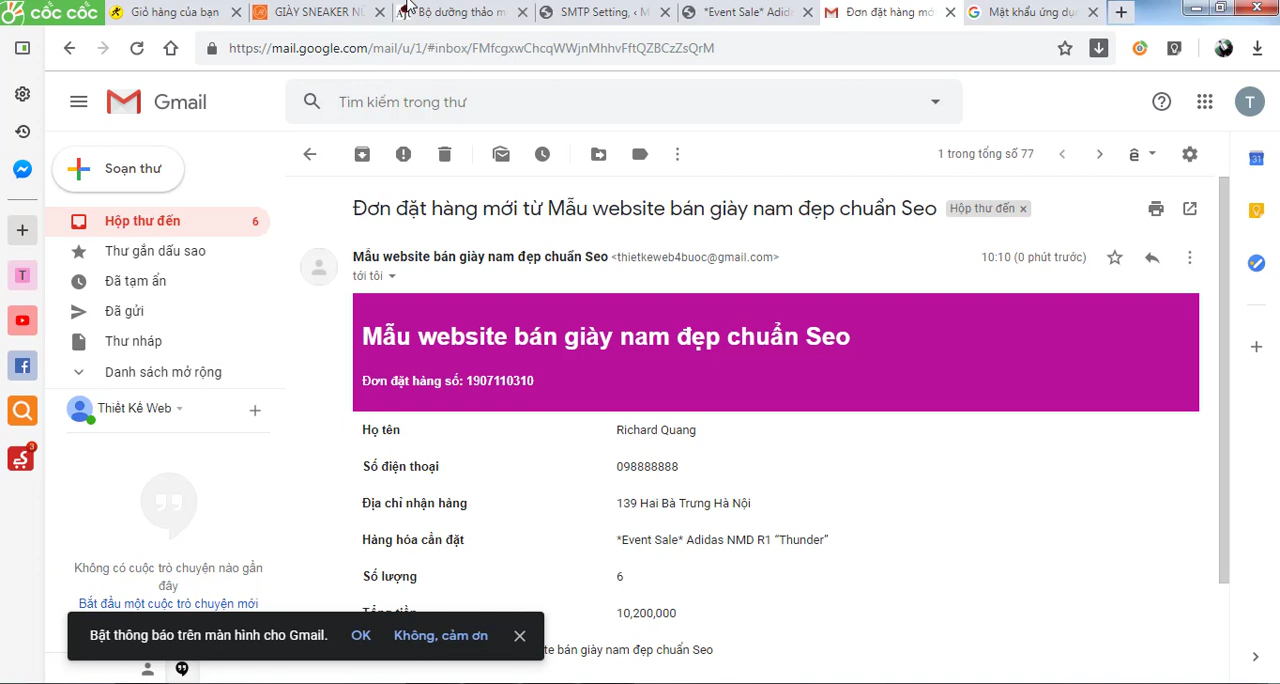 cốc cốc
Giỏ hàng của bạn
GIÀY SNEAKER NỮ
Bộ dưỡng thảo m
SMTP Setting, ‹ M
*Event Sale* Adid
Đơn đặt hàng mới
Mật khẩu ứng dụ
https://mail.google.com/mail/u/1/#inbox/FMfcgxwChcqWWjnMhhvFftQZBCzZsQrM
Gmail
Tìm kiếm trong thư
T
Soạn thư
1 trong tổng số 77
31
Đơn đặt hàng mới từ Mẫu website bán giày nam đẹp chuẩn Seo
Hộp thư đến ×
Hộp thư đến 6
Thư gắn dấu sao
Đã tạm ẩn
Đã gửi
Thư nháp
Danh sách mở rộng
Thiết Kế Web
T
3
Mẫu website bán giày nam đẹp chuẩn Seo <thietkeweb4buoc@gmail.com>
10:10 (0 phút trước)
tới tôi
Mẫu website bán giày nam đẹp chuẩn Seo
Đơn đặt hàng số: 1907110310
Họ tên Richard Quang
Số điện thoại 098888888
Địa chỉ nhận hàng 139 Hai Bà Trưng Hà Nội
Hàng hóa cần đặt *Event Sale* Adidas NMD R1 “Thunder”
Số lượng 6
Tổng tiền 10,200,000
te bán giày nam đẹp chuẩn Seo
Không có cuộc trò chuyện nào gần
đây
Bắt đầu một cuộc trò chuyện mới
Bật thông báo trên màn hình cho Gmail. OK Không, cảm ơn